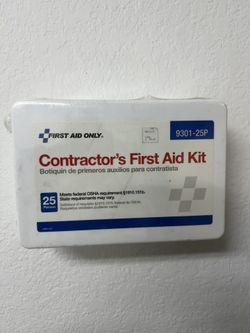 FIRST AID ONLY®
9301-25P
Contractor's First Aid Kit
Botiquín de primeros auxilios para contratista
25
Meets federal OSHA requirement §1910.151b.
State requirements may vary.